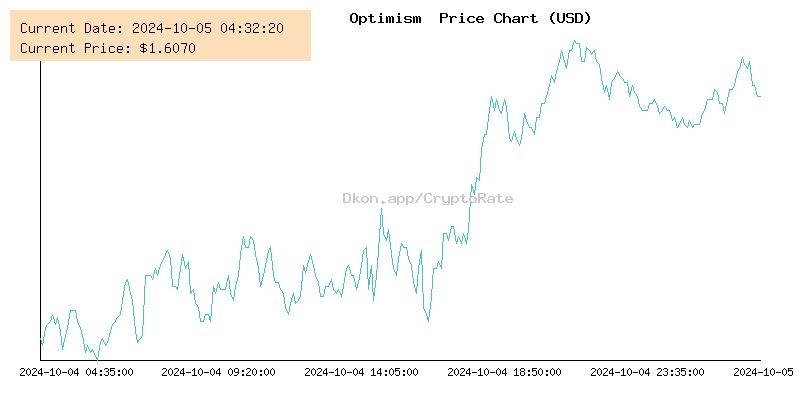 Optimism  Price Chart (USD)
Current Date: 2024-10-05 04:32:20
Current Price: $1.6070
Dkon.app/CryptoRate
2024-10-04 04:35:00 2024-10-04 09:20:00 2024-10-04 14:05:00 2024-10-04 18:50:00 2024-10-04 23:35:00 2024-10-05